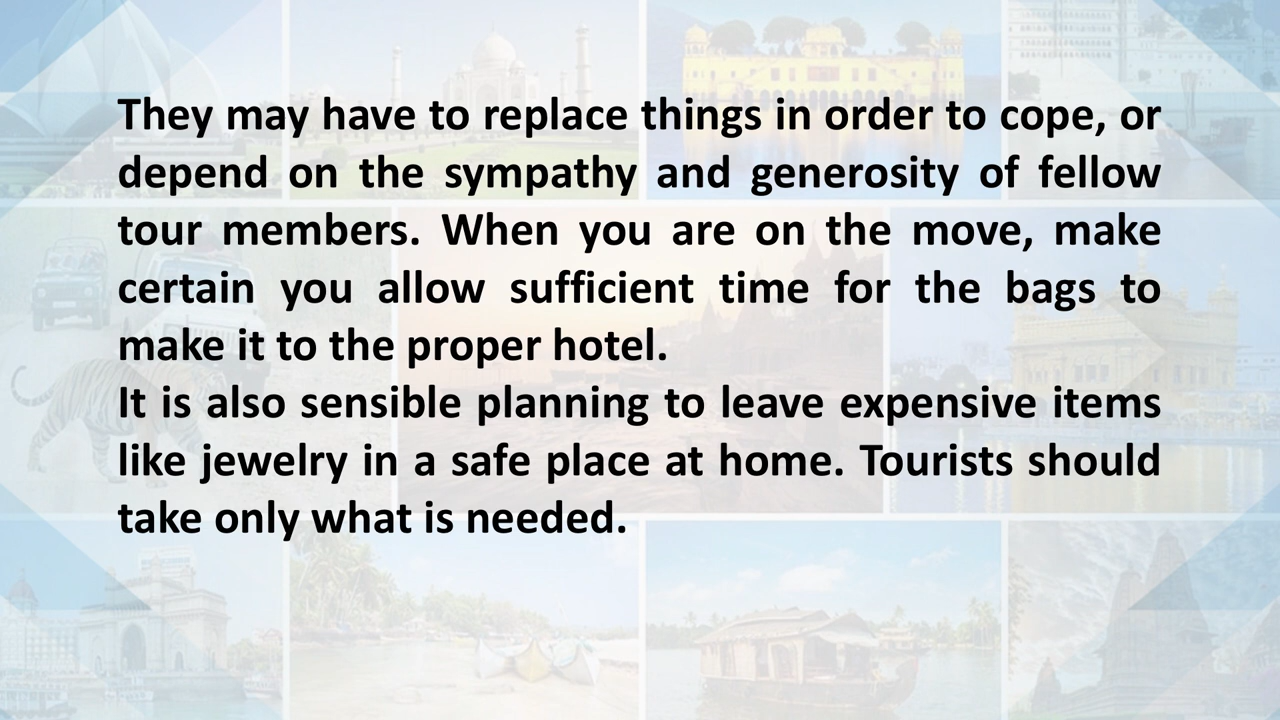 They may have to replace things in order to cope, or
depend on the sympathy and generosity of fellow
tour members. When you are on the move, make
certain you allow sufficient time for the bags to
make it to the proper hotel.
It is also sensible planning to leave expensive items
like jewelry in a safe place at home. Tourists should
take only what is needed.